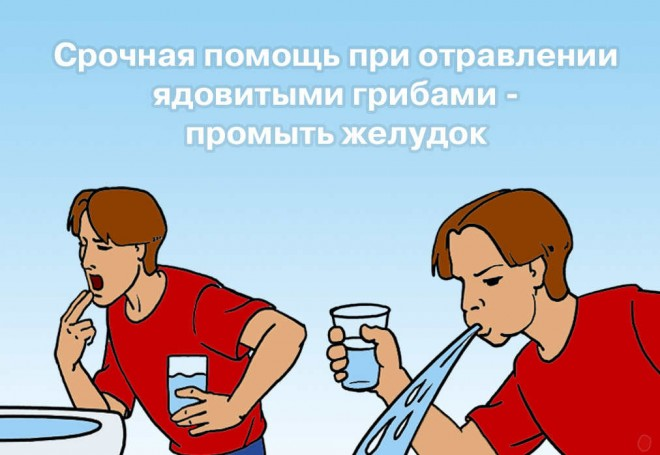 Срочная помощь при отравлении
ядовитыми грибами -
промыть желудок